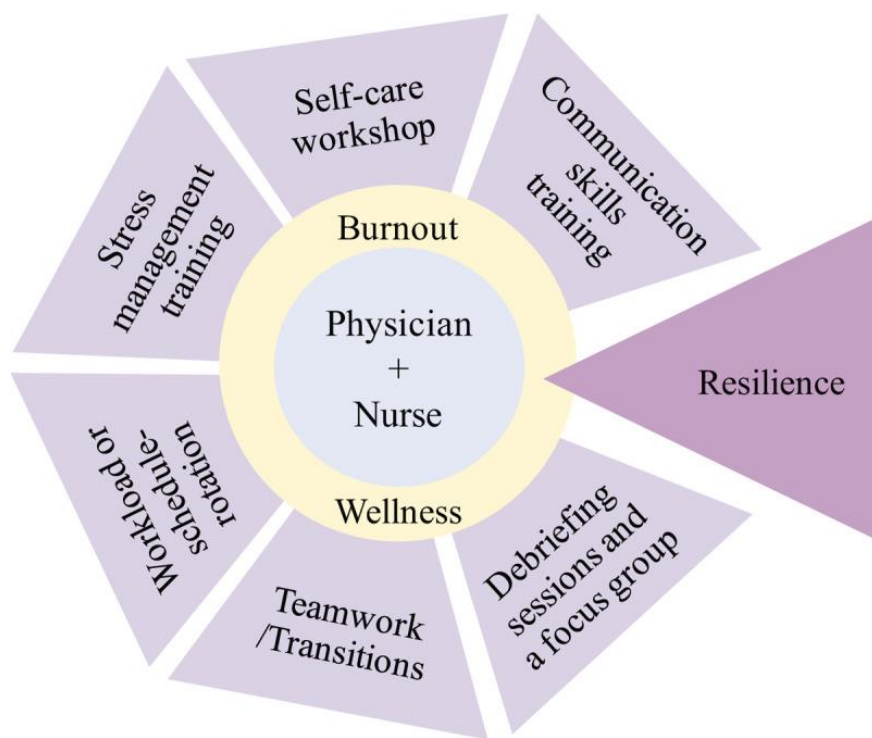 Self-care
workshop
Communication
skills
training
Stress
management
training
Burnout
Physician
+
Nurse
Resilience
Workload or
schedule-
rotation
Wellness
Debriefing
sessions and
a focus group
Teamwork
/Transitions